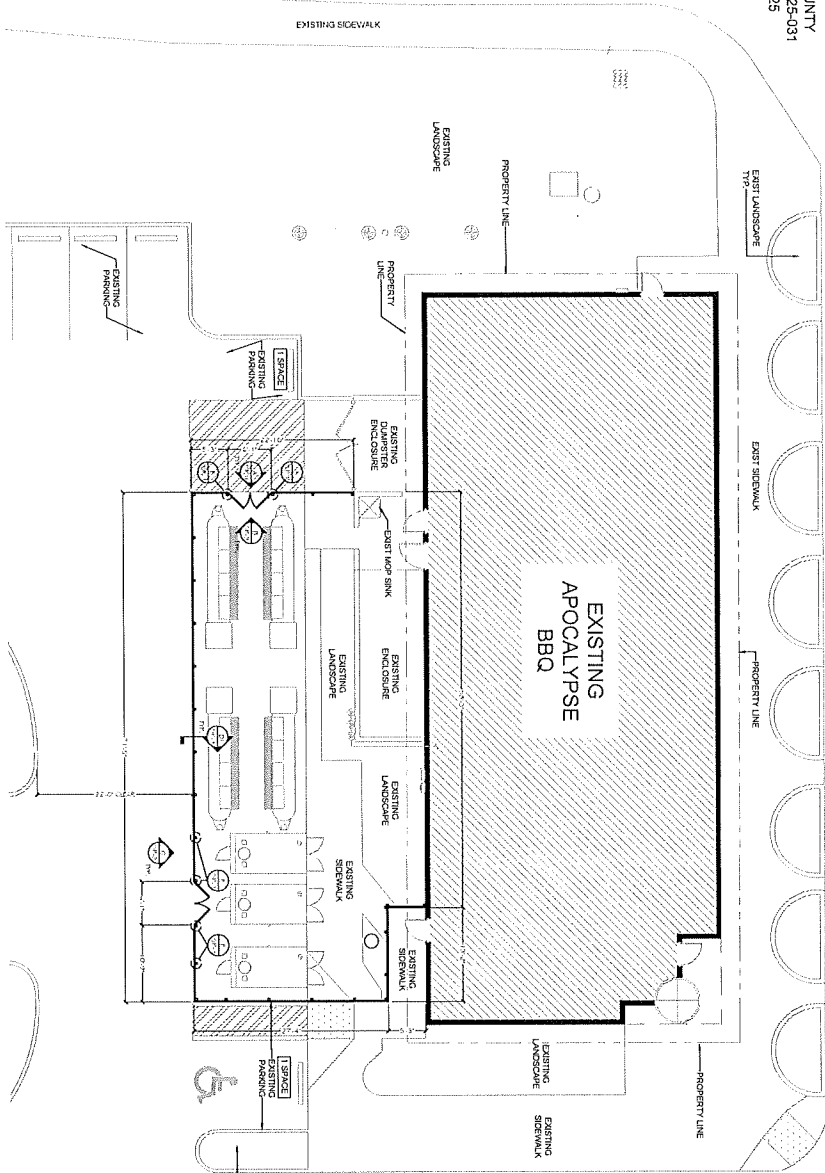 UNTY
25-031
25
EXISTING SIDEWALK
EXISTING
LANDSCAPE
PROPERTY LINE
EXIST LANDSCAPE
TYP.
PROPERTY
LINE
EXISTING
PARKING
1 SPACE
EXISTING
PARKING
EXISTING
DUMPSTER
ENCLOSURE
EXIST MOP SINK
EXIST SIDEWALK
PROPERTY LINE
EXISTING
APOCALYPSE
BBQ
EXISTING
ENCLOSURE
EXISTING
LANDSCAPE
EXISTING
LANDSCAPE
EXISTING
SIDEWALK
EXISTING
SIDEWALK
1 SPACE
EXISTING
PARKING
EXISTING
LANDSCAPE
EXISTING
SIDEWALK
PROPERTY LINE